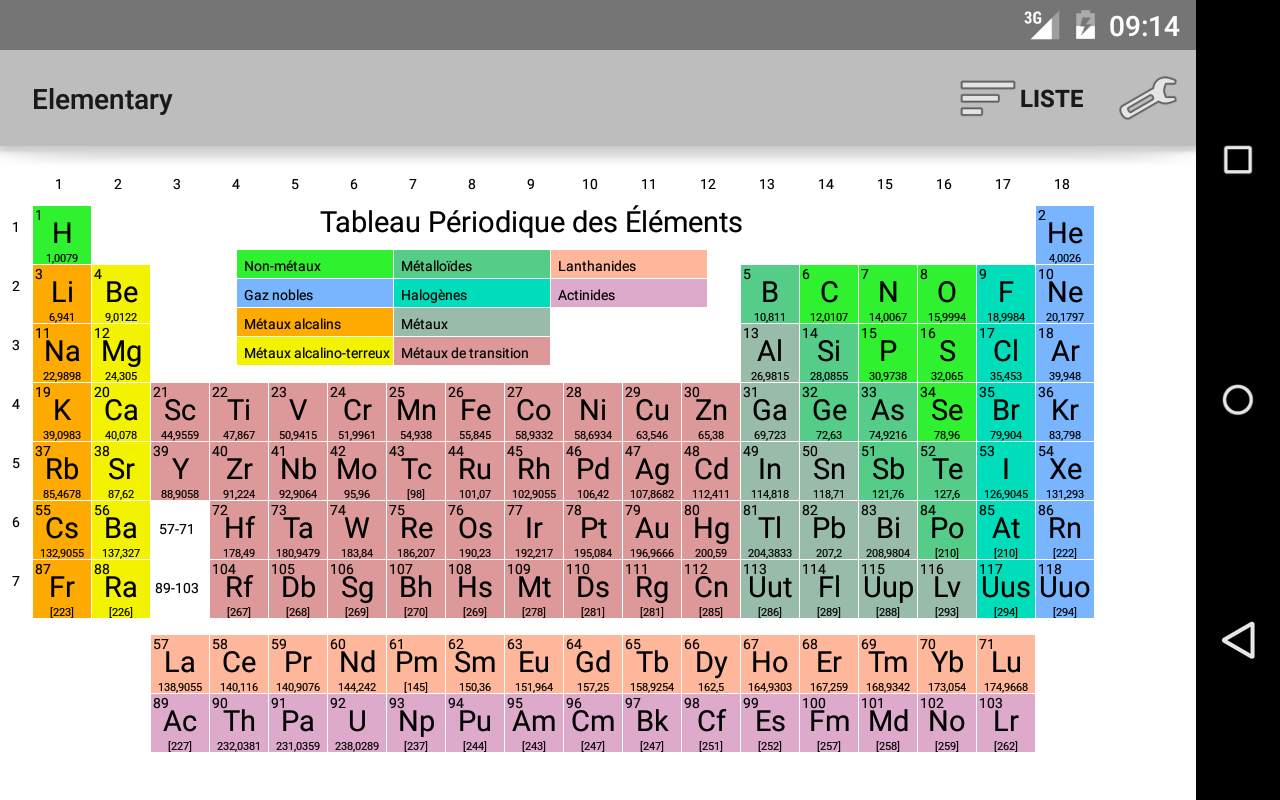 3G 09:14
Elementary LISTE
1 2 3 4 5 6 7 8 9 10 11 12 13 14 15 16 17 18
Tableau Périodique des Éléments
Non-métaux Métalloïdes Lanthanides
Gaz nobles Halogènes Actinides
Métaux alcalins Métaux
Métaux alcalino-terreux Métaux de transition
1 2
1 H He
1,0079 4,0026
3 4 5 6 7 8 9 10
2 Li Be B C N O F Ne
6,941 9,0122 10,811 12,0107 14,0067 15,9994 18,9984 20,1797
11 12 13 14 15 16 17 18
3 Na Mg Al Si P S Cl Ar
22,9898 24,305 26,9815 28,0855 30,9738 32,065 35,453 39,948
19 20 21 22 23 24 25 26 27 28 29 30 31 32 33 34 35 36
4 K Ca Sc Ti V Cr Mn Fe Co Ni Cu Zn Ga Ge As Se Br Kr
39,0983 40,078 44,9559 47,867 50,9415 51,9961 54,938 55,845 58,9332 58,6934 63,546 65,38 69,723 72,63 74,9216 78,96 79,904 83,798
37 38 39 40 41 42 43 44 45 46 47 48 49 50 51 52 53 54
5 Rb Sr Y Zr Nb Mo Tc Ru Rh Pd Ag Cd In Sn Sb Te I Xe
85,4678 87,62 88,9058 91,224 92,9064 95,96 [98] 101,07 102,9055 106,42 107,8682 112,411 114,818 118,71 121,76 127,6 126,9045 131,293
55 56 72 73 74 75 76 77 78 79 80 81 82 83 84 85 86
6 Cs Ba 57-71 Hf Ta W Re Os Ir Pt Au Hg Tl Pb Bi Po At Rn
132,9055 137,327 178,49 180,9479 183,84 186,207 190,23 192,217 195,084 196,9666 200,59 204,3833 207,2 208,9804 [210] [210] [222]
87 88 104 105 106 107 108 109 110 111 112 113 114 115 116 117 118
7 Fr Ra 89-103 Rf Db Sg Bh Hs Mt Ds Rg Cn Uut Fl Uup Lv Uus Uuo
[223] [226] [267] [268] [269] [270] [269] [278] [281] [281] [285] [286] [289] [288] [293] [294] [294]
57 58 59 60 61 62 63 64 65 66 67 68 69 70 71
La Ce Pr Nd Pm Sm Eu Gd Tb Dy Ho Er Tm Yb Lu
138,9055 140,116 140,9076 144,242 [145] 150,36 151,964 157,25 158,9254 162,5 164,9303 167,259 168,9342 173,054 174,9668
89 90 91 92 93 94 95 96 97 98 99 100 101 102 103
Ac Th Pa U Np Pu Am Cm Bk Cf Es Fm Md No Lr
[227] 232,0381 231,0359 238,0289 [237] [244] [243] [247] [247] [251] [252] [257] [258] [259] [262]